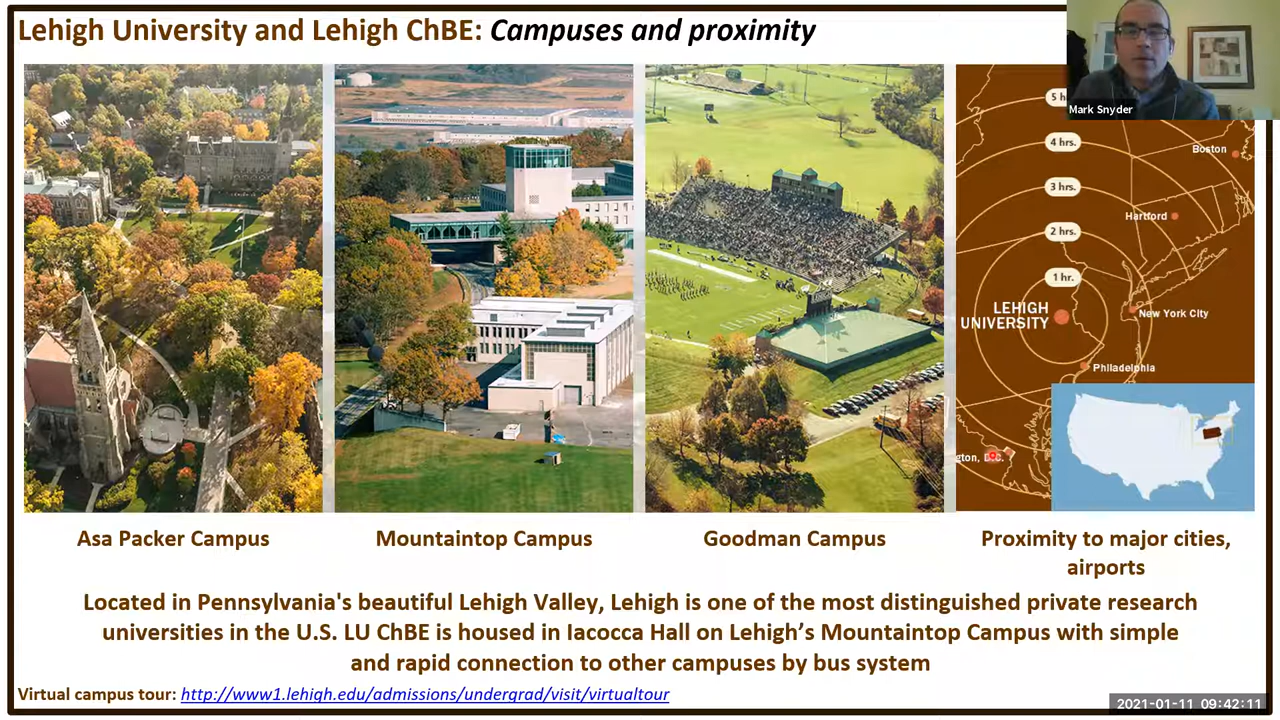 Lehigh University and Lehigh ChBE: Campuses and proximity
Mark Snyder
4 hrs.
3 hrs.
2 hrs.
1 hr.
Boston
Hartford
LEHIGH
UNIVERSITY
New York City
Philadelphia
Asa Packer Campus
Mountaintop Campus
Goodman Campus
Proximity to major cities,
airports
Located in Pennsylvania's beautiful Lehigh Valley, Lehigh is one of the most distinguished private research
universities in the U.S. LU ChBE is housed in Iacocca Hall on Lehigh’s Mountaintop Campus with simple
and rapid connection to other campuses by bus system
Virtual campus tour: http://www1.lehigh.edu/admissions/undergrad/visit/virtualtour
2021-01-11 09:42:11